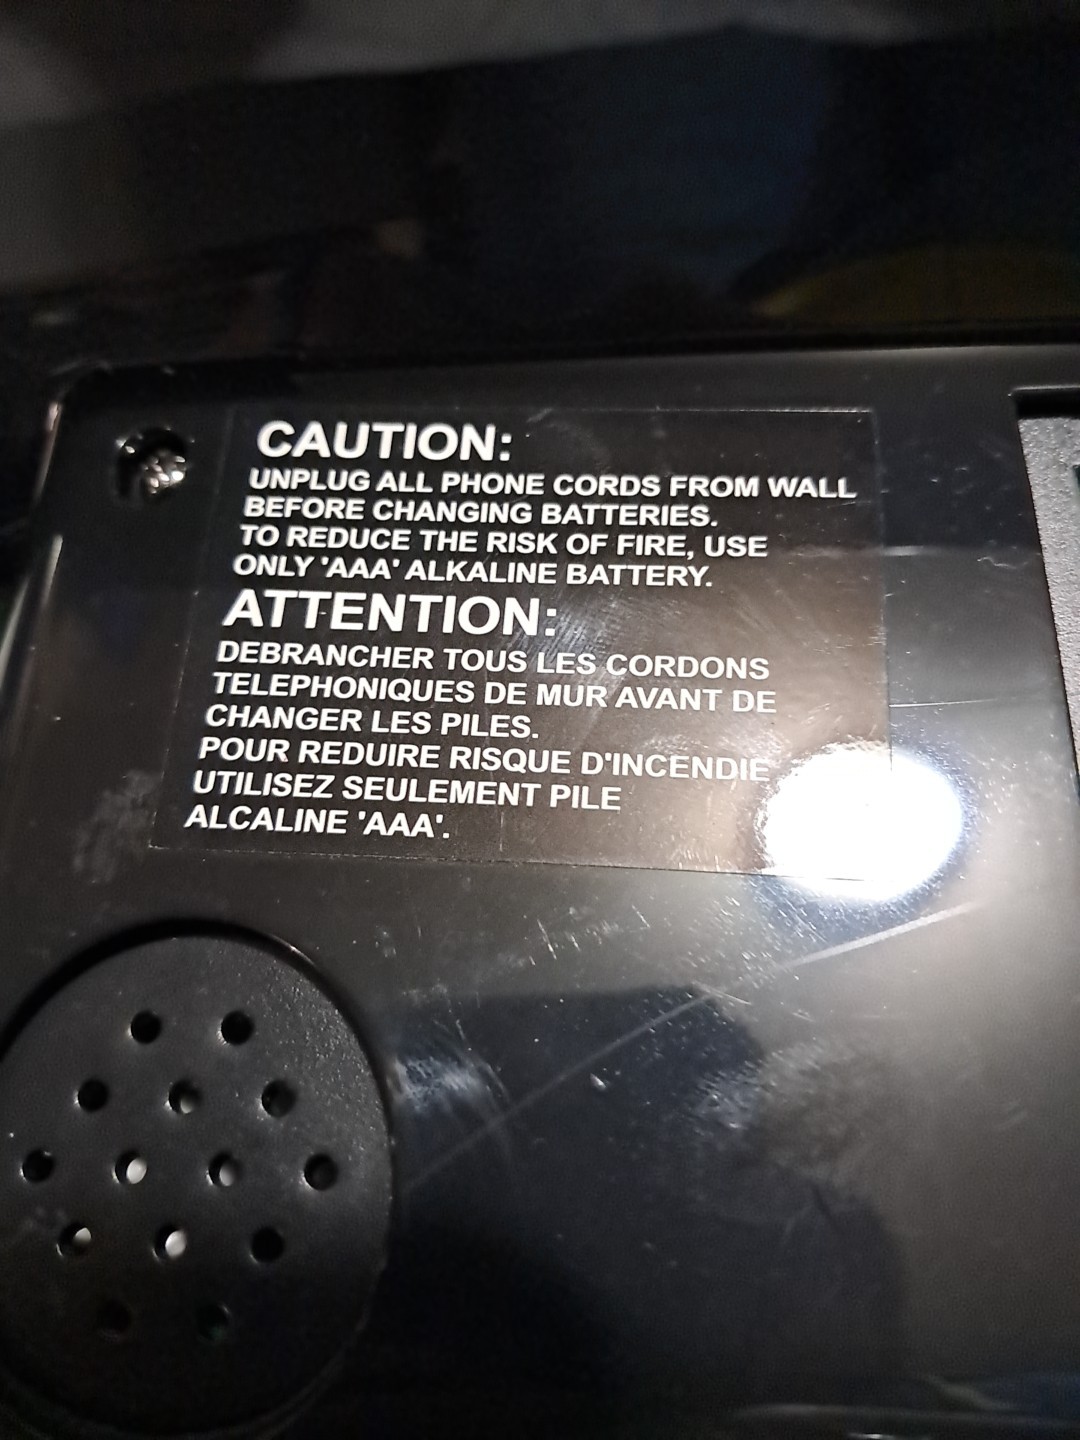 CAUTION:
UNPLUG ALL PHONE CORDS FROM WALL
BEFORE CHANGING BATTERIES.
TO REDUCE THE RISK OF FIRE, USE
ONLY 'AAA' ALKALINE BATTERY.
ATTENTION:
DEBRANCHER TOUS LES CORDONS
TELEPHONIQUES DE MUR AVANT DE
CHANGER LES PILES.
POUR REDUIRE RISQUE D'INCENDIE
UTILISEZ SEULEMENT PILE
ALCALINE 'AAA'.